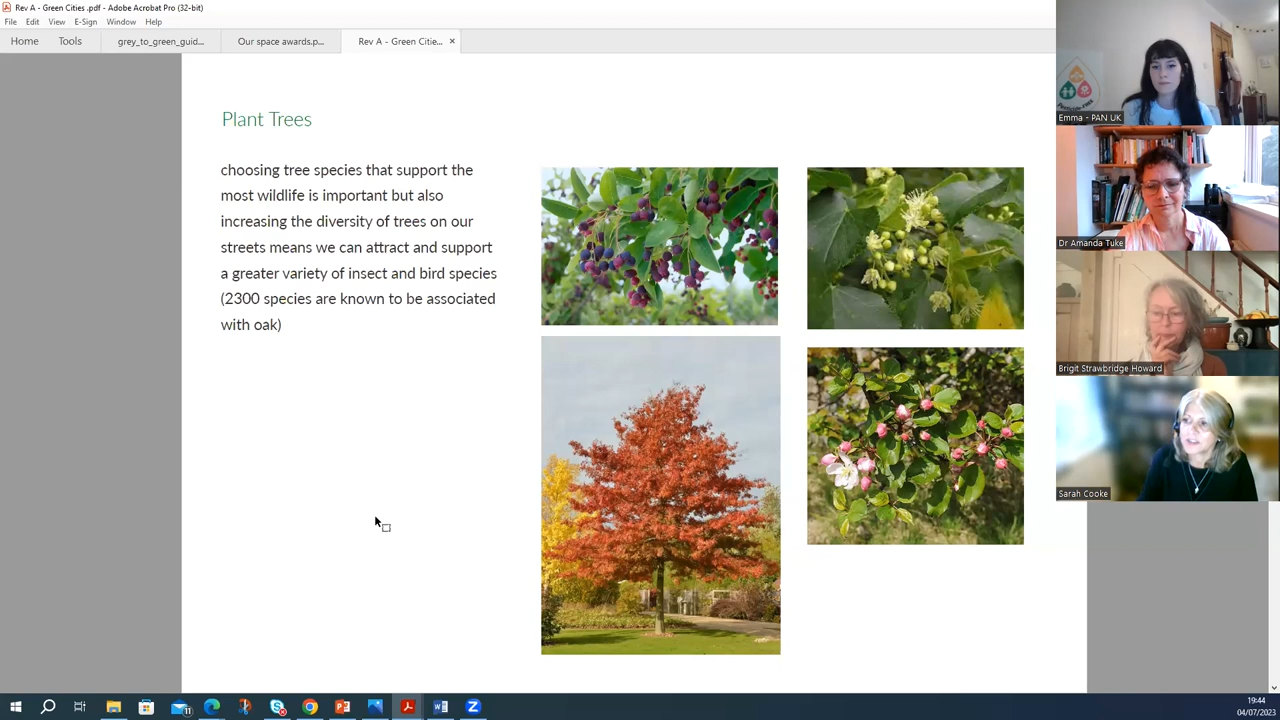 Rev A - Green Cities .pdf - Adobe Acrobat Pro (32-bit)
File Edit View E-Sign Window Help
Home Tools grey_to_green_guid... Our space awards.p... Rev A - Green Citie... ×
Plant Trees
choosing tree species that support the
most wildlife is important but also
increasing the diversity of trees on our
streets means we can attract and support
a greater variety of insect and bird species
(2300 species are known to be associated
with oak)
Emma - PAN UK
Dr Amanda Tuke
Brigit Strawbridge Howard
Sarah Cooke
19:44
04/07/2023